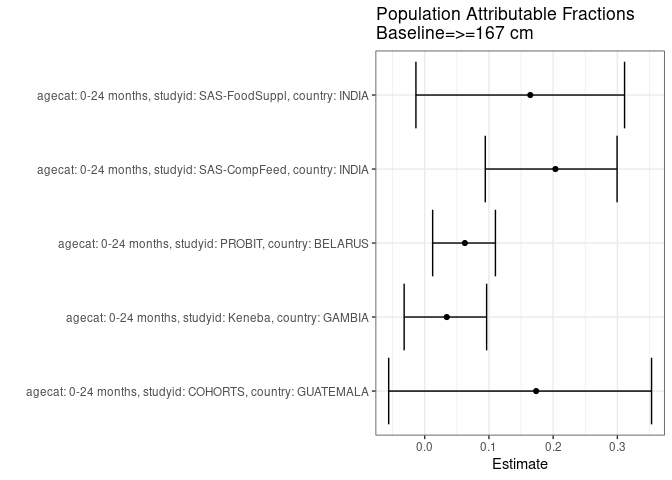 Population Attributable Fractions
Baseline=>=167 cm
agecat: 0-24 months, studyid: SAS-FoodSuppl, country: INDIA
agecat: 0-24 months, studyid: SAS-CompFeed, country: INDIA
agecat: 0-24 months, studyid: PROBIT, country: BELARUS
agecat: 0-24 months, studyid: Keneba, country: GAMBIA
agecat: 0-24 months, studyid: COHORTS, country: GUATEMALA
0.0 0.1 0.2 0.3
Estimate